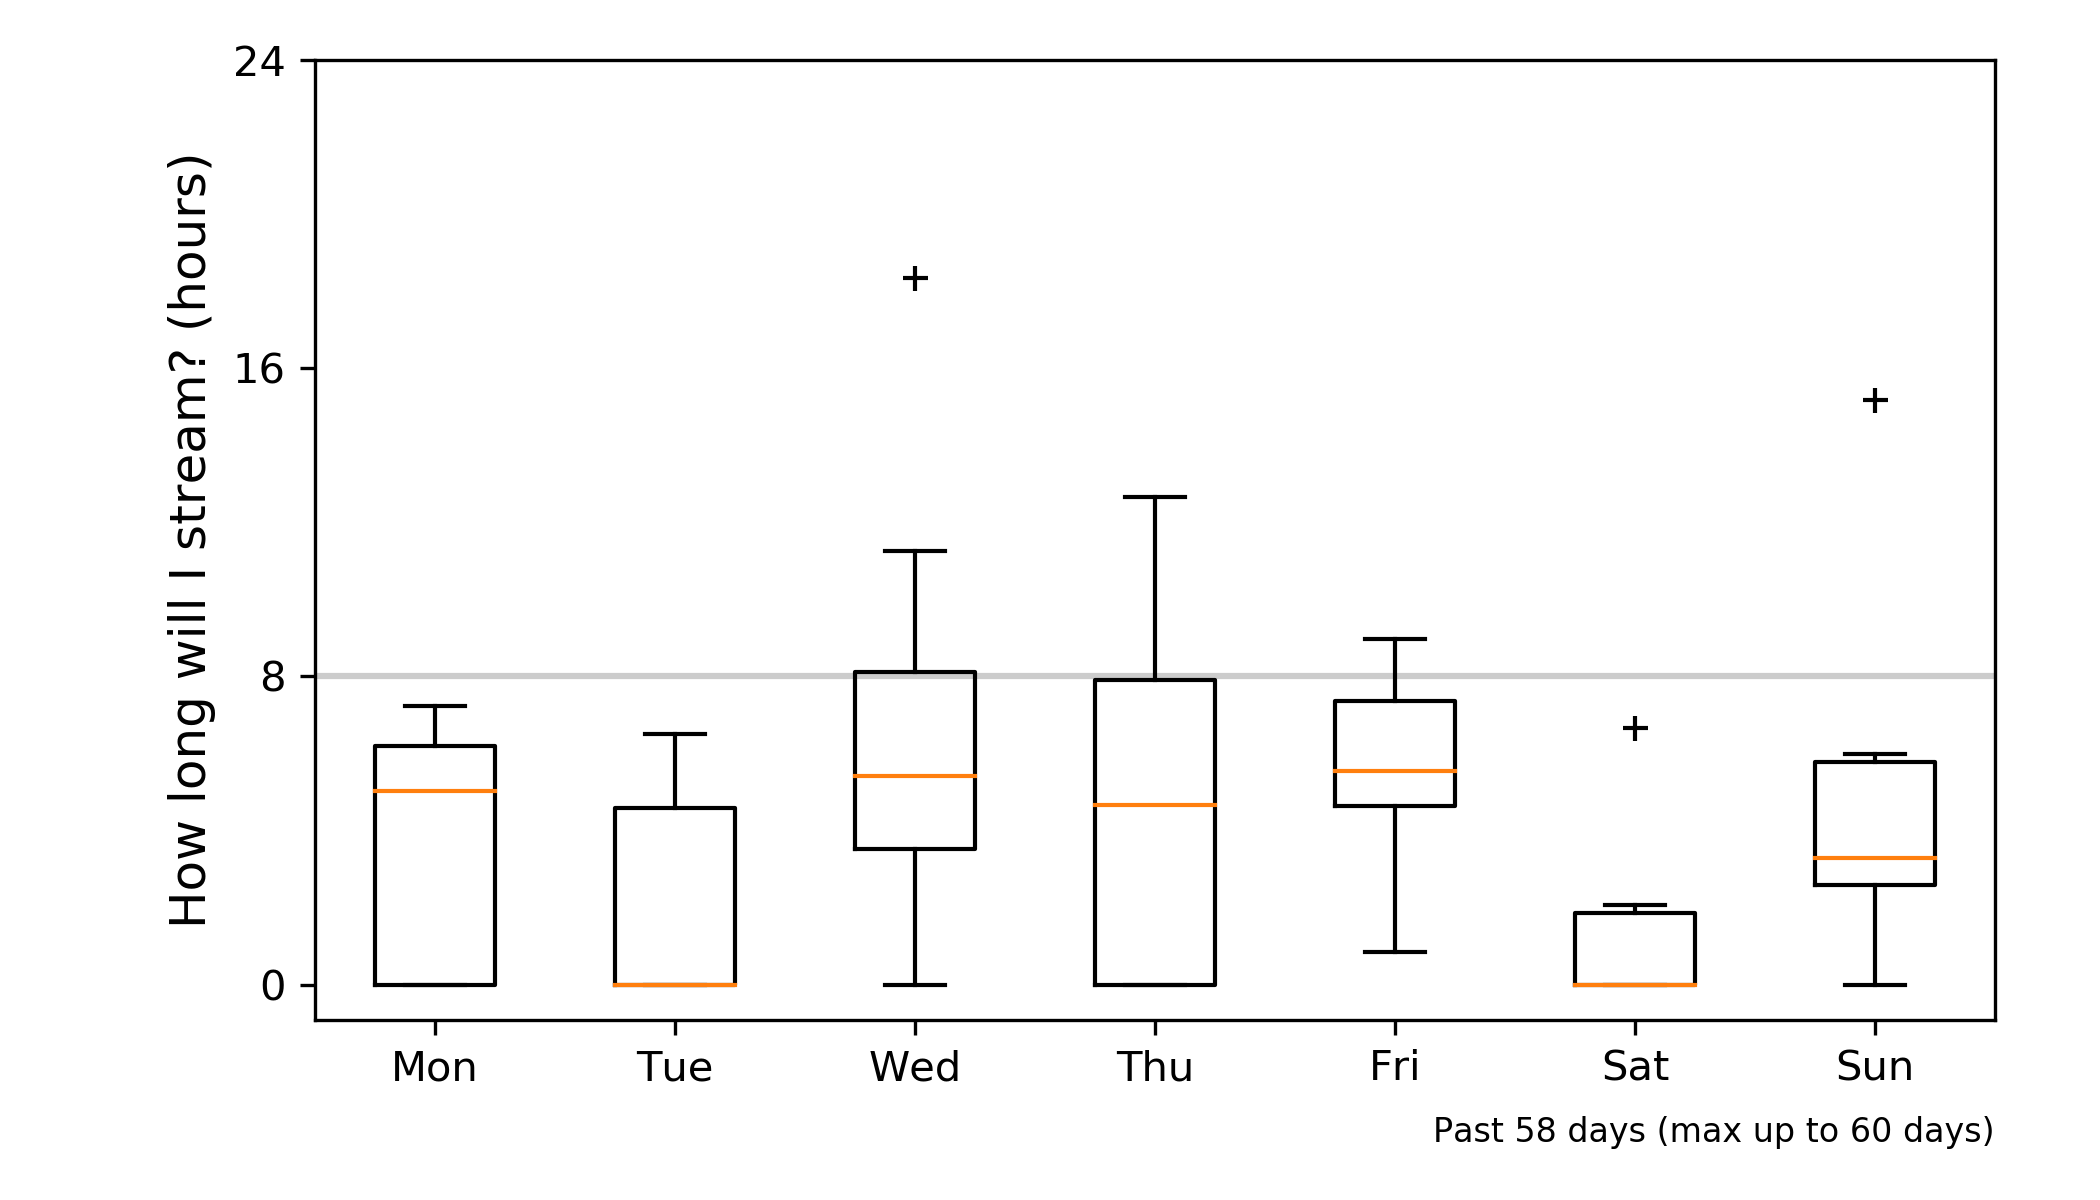 How long will I stream? (hours)
24
16
8
0
Mon Tue Wed Thu Fri Sat Sun
Past 58 days (max up to 60 days)